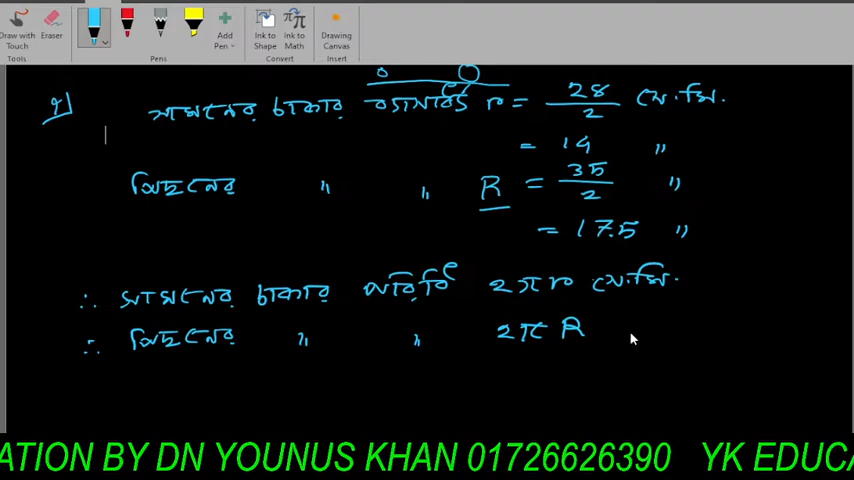 Draw with Touch
Eraser
Add Pen
Ink to Shape
Ink to Math
Drawing Canvas
Tools
Pens
Convert
Insert
১) সামনের চাকার ব্যাসার্ধ r = 28/2 সে.মি.
= 14 "
পিছনের " " R = 35/2 "
= 17.5 "
∴ সামনের চাকার পরিধি 2πr সে.মি.
∴ পিছনের " " 2πR
ATION BY DN YOUNUS KHAN 01726626390 YK EDUCA